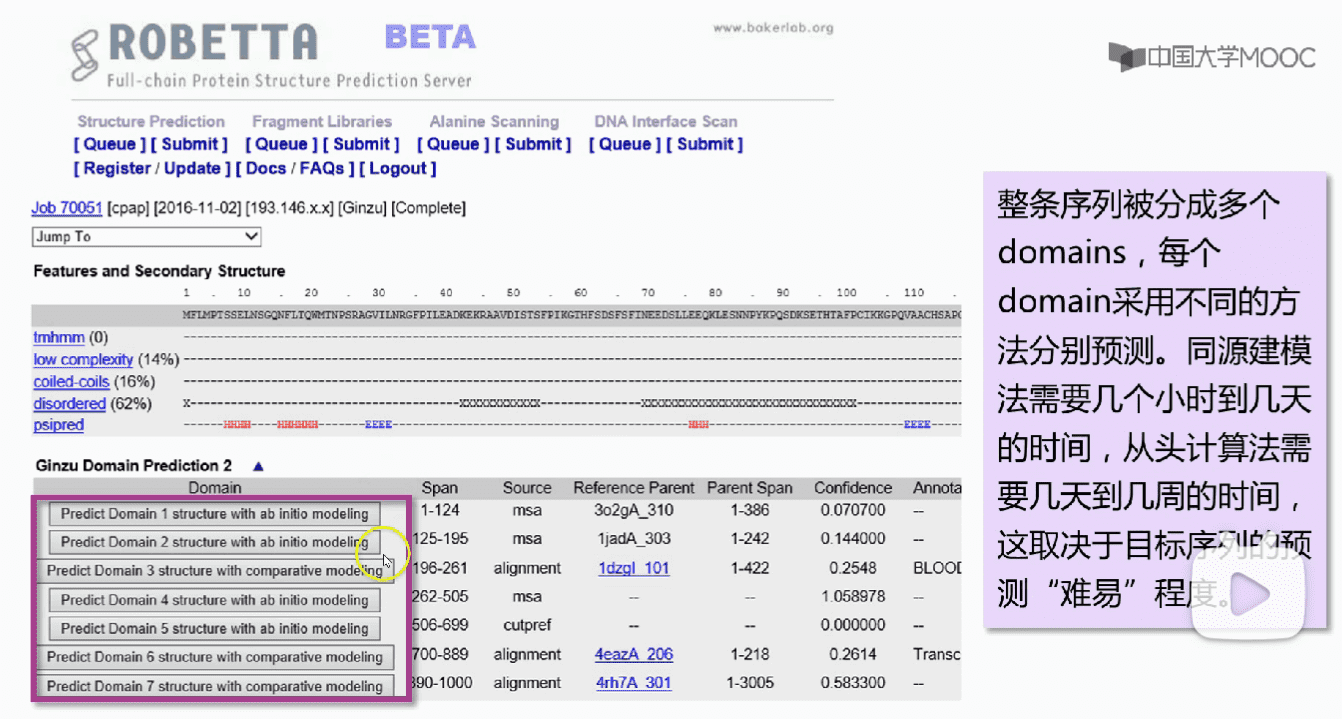 ROBETTA BETA www.bakerlab.org
Full-chain Protein Structure Prediction Server
中国大学MOOC
Structure Prediction Fragment Libraries Alanine Scanning DNA Interface Scan
[ Queue ] [ Submit ] [ Queue ] [ Submit ] [ Queue ] [ Submit ] [ Queue ] [ Submit ]
[ Register / Update ] [ Docs / FAQs ] [ Logout ]
Job 70051 [cpap] [2016-11-02] [193.146.x.x] [Ginzu] [Complete]
Jump To
Features and Secondary Structure
1 . 10 . 20 . 30 . 40 . 50 . 60 . 70 . 80 . 90 . 100 . 110 .
MFLMPTSSELNSGQNFLTQWMTNPSRAGVILNRGFPILEADKEKRAAVDISTSFPIKGTHFSDSFSFINEEDSLLEEQKLESNNPYKPQSDKSETHTAFPCIKKGPQVAACHSAPG
tmhmm (0)
low complexity (14%)
coiled-coils (16%)
disordered (62%)
psipred
Ginzu Domain Prediction 2
Domain Span Source Reference Parent Parent Span Confidence Annota
Predict Domain 1 structure with ab initio modeling 1-124 msa 3o2gA_310 1-386 0.070700 --
Predict Domain 2 structure with ab initio modeling 125-195 msa 1jadA_303 1-242 0.144000 --
Predict Domain 3 structure with comparative modeling 196-261 alignment 1dzgI_101 1-422 0.2548 BLOOD
Predict Domain 4 structure with ab initio modeling 262-505 msa -- -- 1.058978 --
Predict Domain 5 structure with ab initio modeling 506-699 cutpref -- -- 0.000000 --
Predict Domain 6 structure with comparative modeling 700-889 alignment 4eazA_206 1-218 0.2614 Transc
Predict Domain 7 structure with comparative modeling 890-1000 alignment 4rh7A_301 1-3005 0.583300 --
整条序列被分成多个
domains，每个
domain采用不同的方
法分别预测。同源建模
法需要几个小时到几天
的时间，从头计算法需
要几天到几周的时间，
这取决于目标序列的预
测“难易”程度。